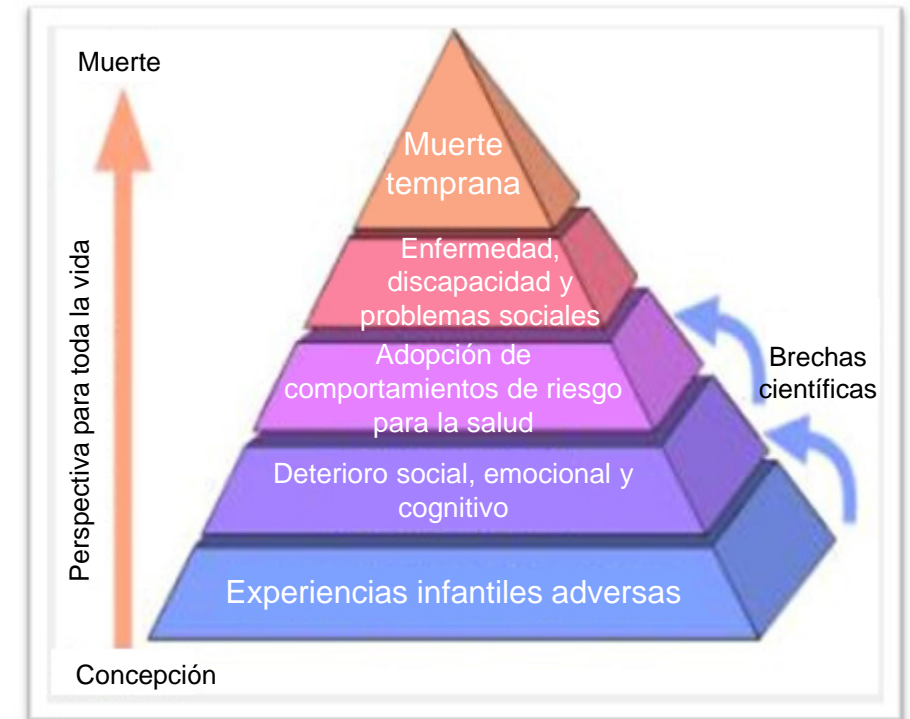 Muerte
Muerte
temprana
Enfermedad,
discapacidad y
problemas sociales
Adopción de
comportamientos de riesgo
para la salud
Deterioro social, emocional y
cognitivo
Experiencias infantiles adversas
Brechas
científicas
Perspectiva para toda la vida
Concepción